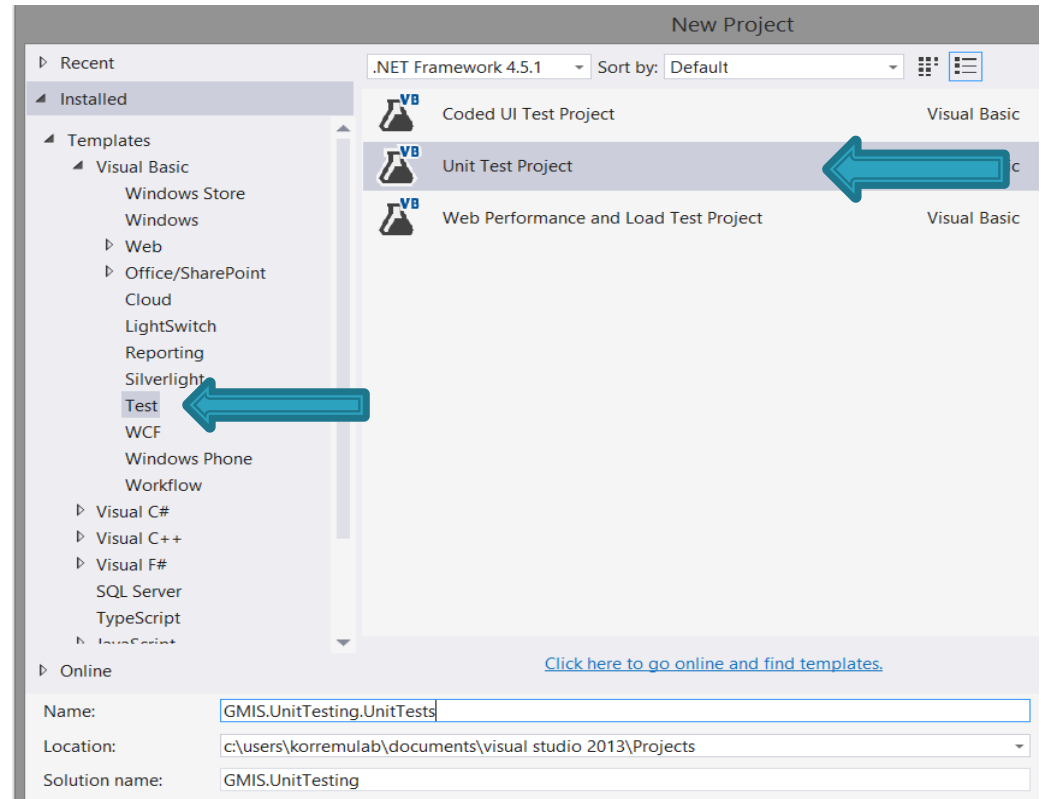 New Project
Recent
Installed
Templates
Visual Basic
Windows Store
Windows
Web
Office/SharePoint
Cloud
LightSwitch
Reporting
Silverlight
Test
WCF
Windows Phone
Workflow
Visual C#
Visual C++
Visual F#
SQL Server
TypeScript
JavaScript
Online
.NET Framework 4.5.1 Sort by: Default
VB Coded UI Test Project Visual Basic
VB Unit Test Project c
VB Web Performance and Load Test Project Visual Basic
Click here to go online and find templates.
Name: GMIS.UnitTesting.UnitTests
Location: c:\users\korremulab\documents\visual studio 2013\Projects
Solution name: GMIS.UnitTesting